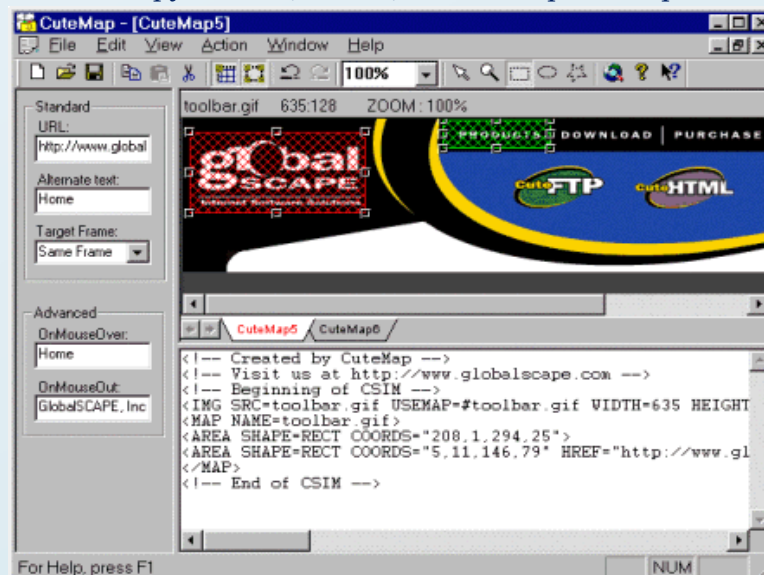 CuteMap - [CuteMap5]
File Edit View Action Window Help
100%
Standard
URL:
http://www.global
Alternate text:
Home
Target Frame:
Same Frame
Advanced
OnMouseOver:
Home
OnMouseOut:
GlobalSCAPE, Inc
toolbar.gif 635:128 ZOOM: 100%
global
SCAPE
Internet Software Solutions
PRODUCTS DOWNLOAD | PURCHASE
CuteFTP CuteHTML
CuteMap5 CuteMap6
<!-- Created by CuteMap -->
<!-- Visit us at http://www.globalscape.com -->
<!-- Beginning of CSIM -->
<IMG SRC=toolbar.gif USEMAP=#toolbar.gif WIDTH=635 HEIGHT
<MAP NAME=toolbar.gif>
<AREA SHAPE=RECT COORDS="208,1,294,25">
<AREA SHAPE=RECT COORDS="5,11,146,79" HREF="http://www.gl
</MAP>
<!-- End of CSIM -->
For Help, press F1 NUM